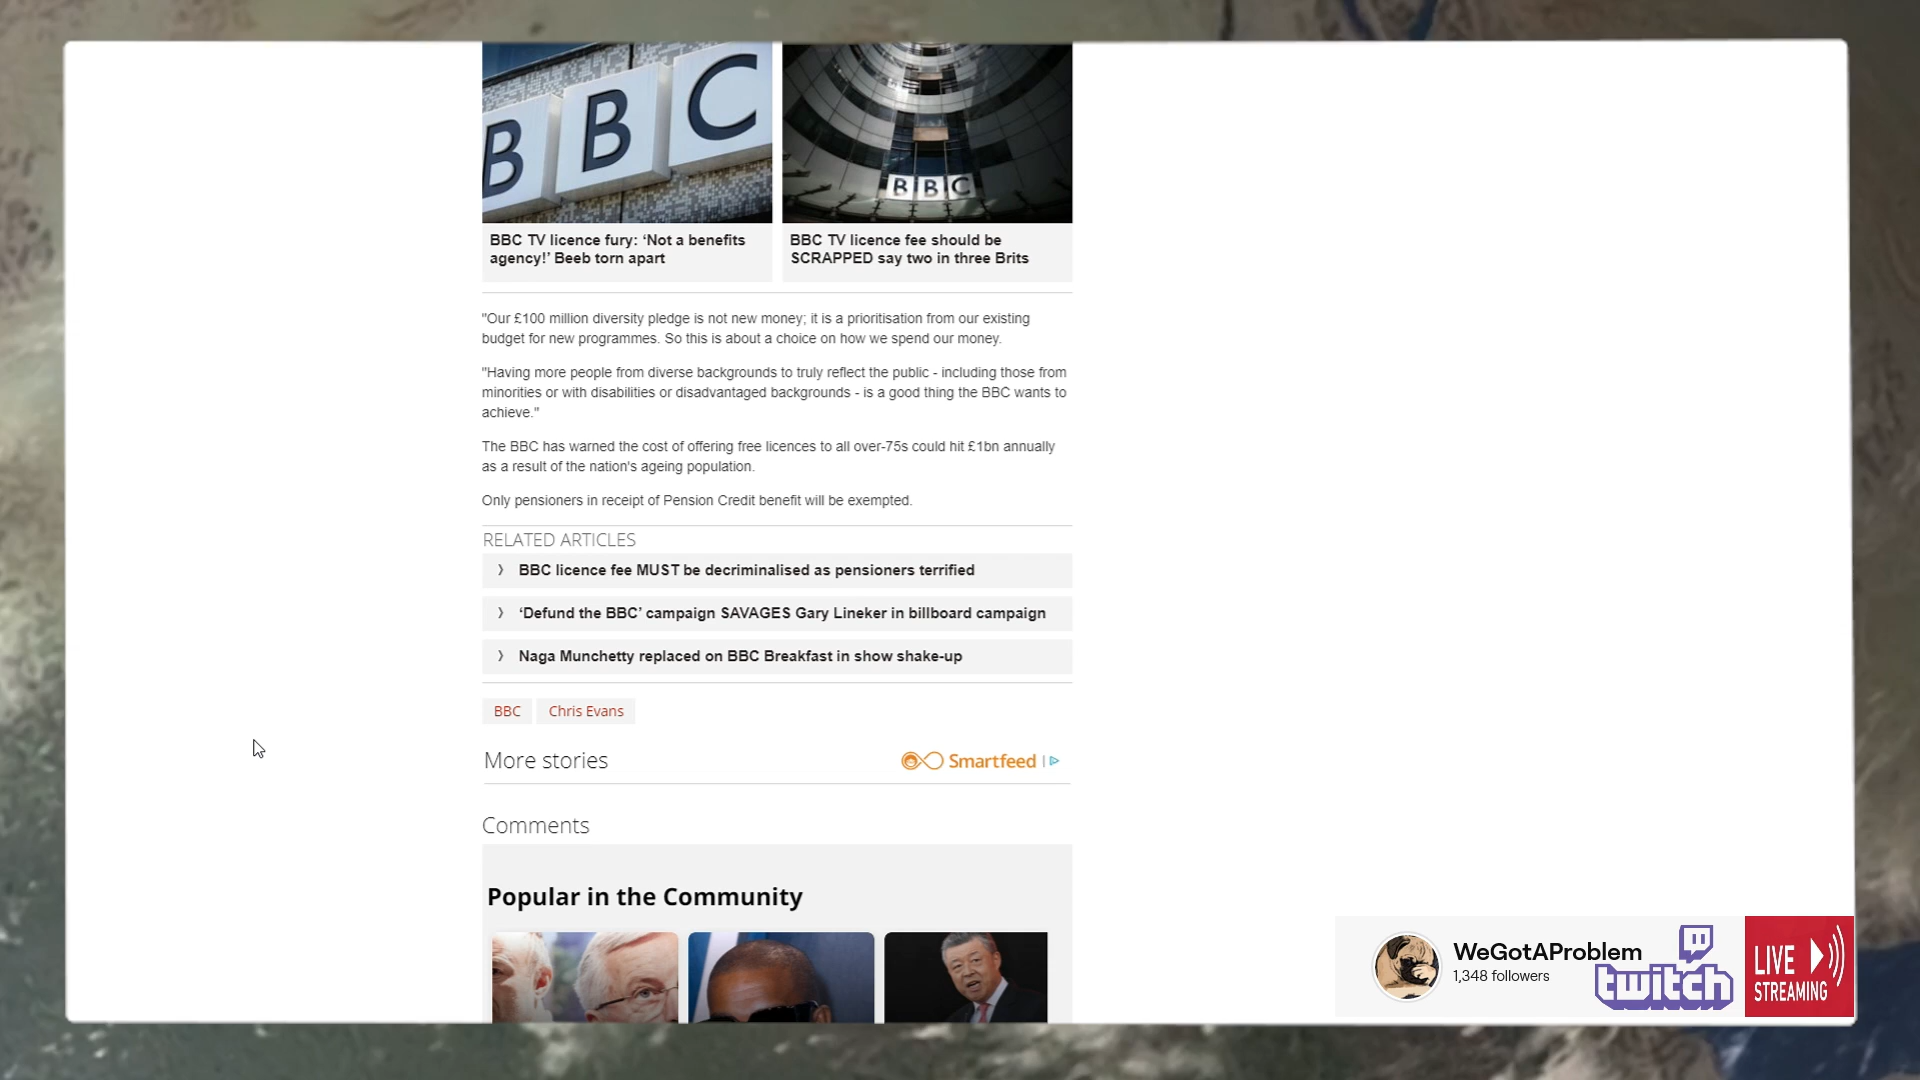 BBC
BBC
BBC TV licence fury: ‘Not a benefits
agency!’ Beeb torn apart
BBC TV licence fee should be
SCRAPPED say two in three Brits
"Our £100 million diversity pledge is not new money; it is a prioritisation from our existing
budget for new programmes. So this is about a choice on how we spend our money.
"Having more people from diverse backgrounds to truly reflect the public - including those from
minorities or with disabilities or disadvantaged backgrounds - is a good thing the BBC wants to
achieve."
The BBC has warned the cost of offering free licences to all over-75s could hit £1bn annually
as a result of the nation's ageing population.
Only pensioners in receipt of Pension Credit benefit will be exempted.
RELATED ARTICLES
BBC licence fee MUST be decriminalised as pensioners terrified
‘Defund the BBC’ campaign SAVAGES Gary Lineker in billboard campaign
Naga Munchetty replaced on BBC Breakfast in show shake-up
BBC Chris Evans
More stories
Smartfeed
Comments
Popular in the Community
WeGotAProblem
1,348 followers
twitch
LIVE
STREAMING